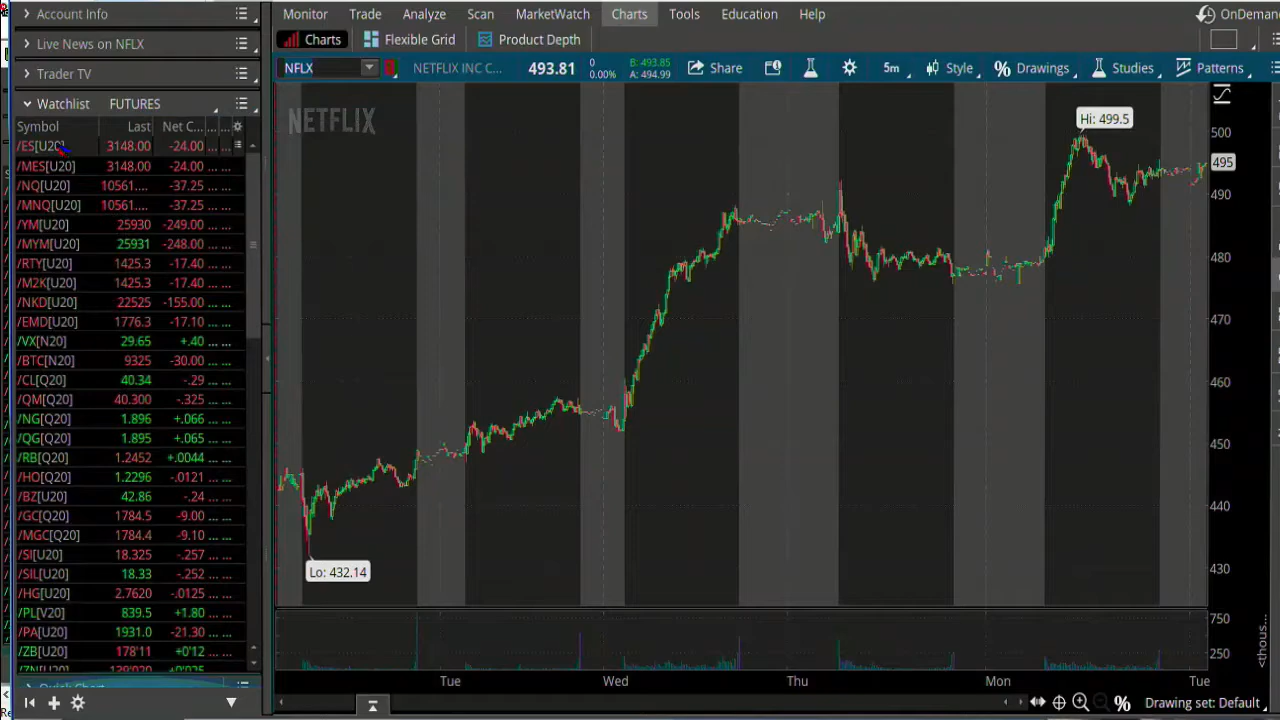 Account Info
Live News on NFLX
Trader TV
Watchlist FUTURES
Symbol Last Net C... ... ...
/ES[U20] 3148.00 -24.00 ... ...
/MES[U20] 3148.00 -24.00 ... ...
/NQ[U20] 10561.... -37.25 ... ...
/MNQ[U20] 10561.... -37.25 ... ...
/YM[U20] 25930 -249.00 ... ...
/MYM[U20] 25931 -248.00 ... ...
/RTY[U20] 1425.3 -17.40 ... ...
/M2K[U20] 1425.3 -17.40 ... ...
/NKD[U20] 22525 -155.00 ... ...
/EMD[U20] 1776.3 -17.10 ... ...
/VX[N20] 29.65 +.40 ... ...
/BTC[N20] 9325 -30.00 ... ...
/CL[Q20] 40.34 -.29 ... ...
/QM[Q20] 40.300 -.325 ... ...
/NG[Q20] 1.896 +.066 ... ...
/QG[Q20] 1.895 +.065 ... ...
/RB[Q20] 1.2452 +.0044 ... ...
/HO[Q20] 1.2296 -.0121 ... ...
/BZ[U20] 42.86 -.24 ... ...
/GC[Q20] 1784.5 -9.00 ... ...
/MGC[Q20] 1784.4 -9.10 ... ...
/SI[U20] 18.325 -.257 ... ...
/SIL[U20] 18.33 -.252 ... ...
/HG[U20] 2.7620 -.0125 ... ...
/PL[V20] 839.5 +1.80 ... ...
/PA[U20] 1931.0 -21.30 ... ...
/ZB[U20] 178'11 +0'12 ... ...
/ZN[U20] 139'020 +0'025
Quick Chart
Monitor Trade Analyze Scan MarketWatch Charts Tools Education Help OnDeman
Charts Flexible Grid Product Depth
NFLX NETFLIX INC C... 493.81 0 0.00% B: 493.85 A: 494.99 Share 5m Style Drawings Studies Patterns
NETFLIX
Hi: 499.5
500
495
490
480
470
460
450
440
430
Lo: 432.14
750
250
<thous...
Tue Wed Thu Mon Tue
Drawing set: Default